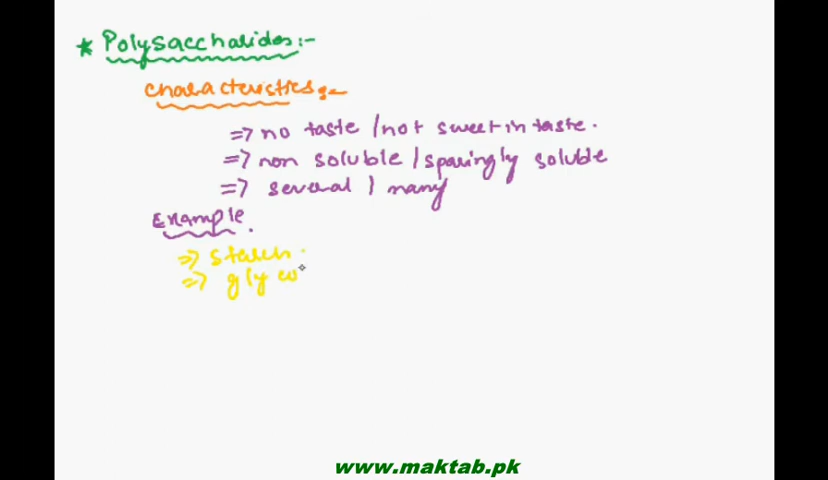 * Polysaccharides:-
Characteristics:-
=> no taste / not sweet in taste.
=> non soluble / sparingly soluble
=> several / many
Example.
=> starch.
=> glyco
www.maktab.pk